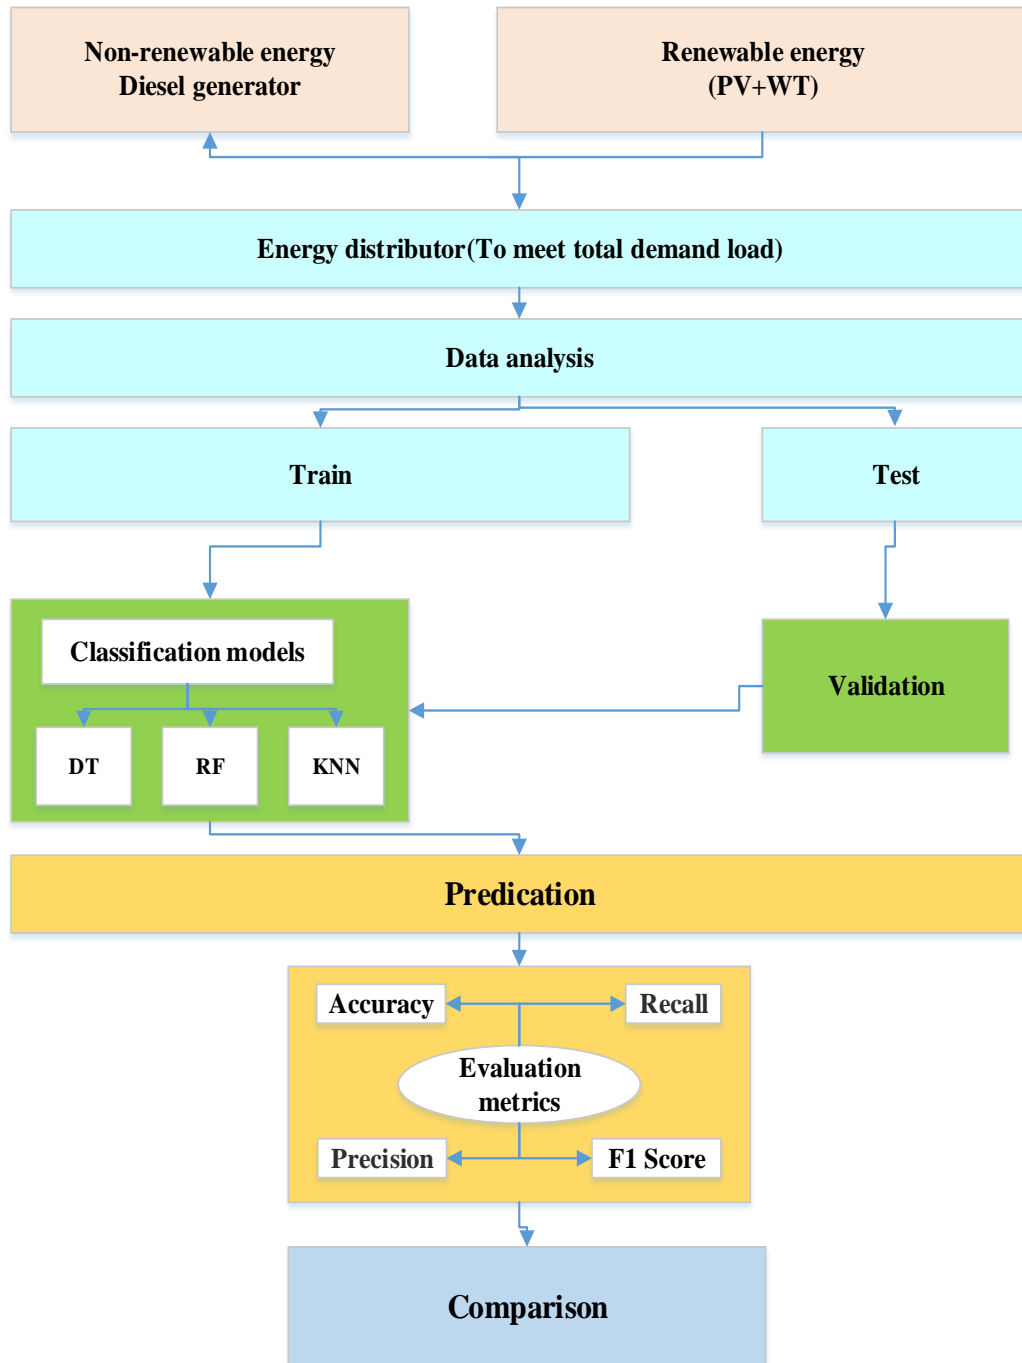 Non-renewable energy
Diesel generator
Renewable energy
(PV+WT)
Energy distributor(To meet total demand load)
Data analysis
Train
Test
Classification models
DT
RF
KNN
Validation
Predication
Accuracy
Recall
Evaluation
metrics
Precision
F1 Score
Comparison